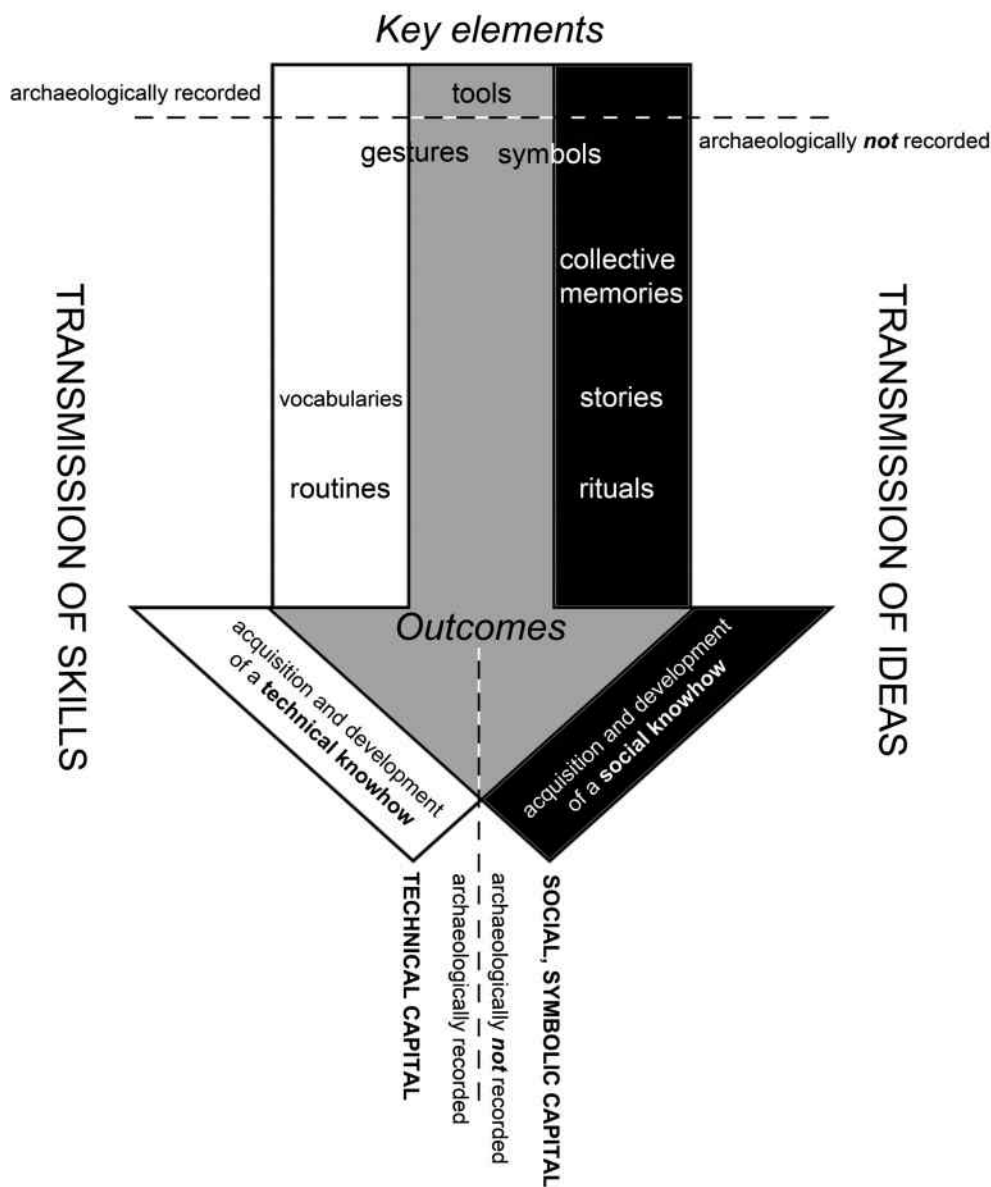 Key elements
archaeologically recorded
tools
archaeologically not recorded
gestures
symbols
collective
memories
vocabularies
stories
routines
rituals
TRANSMISSION OF SKILLS
TRANSMISSION OF IDEAS
Outcomes
acquisition and development
of a technical knowhow
acquisition and development
of a social knowhow
TECHNICAL CAPITAL
archaeologically recorded
archaeologically not recorded
SOCIAL, SYMBOLIC CAPITAL